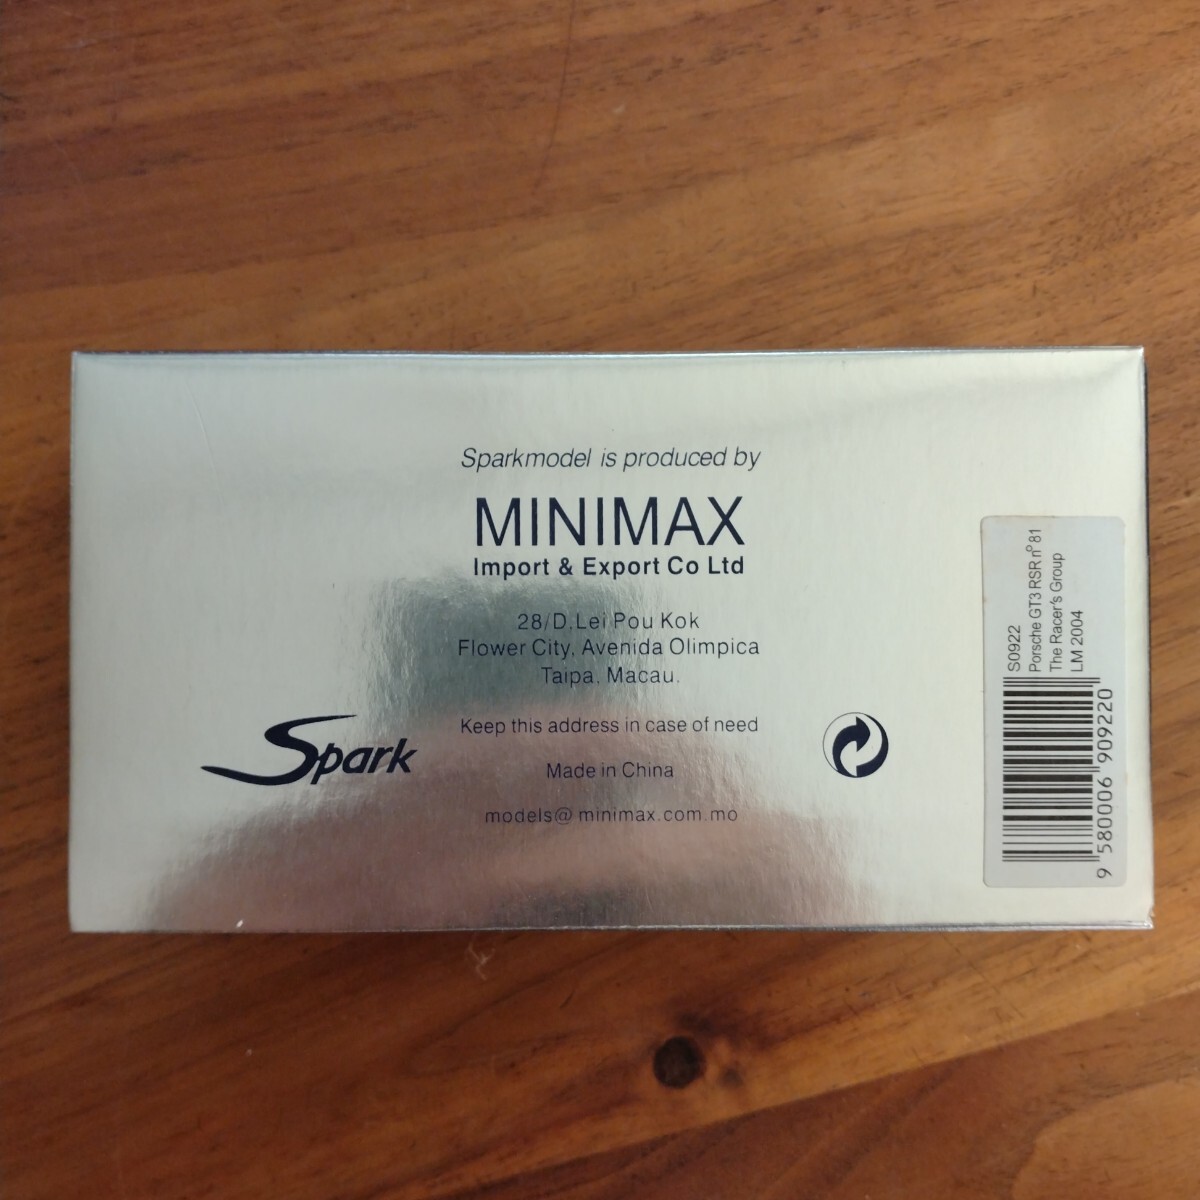 Sparkmodel is produced by
MINIMAX
Import & Export Co Ltd
28/D, Lei Pou Kok
Flower City, Avenida Olimpica
Taipa, Macau.
Keep this address in case of need
Made in China
models@minimax.com.mo
Spark
S0922
Porsche GT3 RSR nº81
The Racer's Group
LM 2004
9 580006 909220